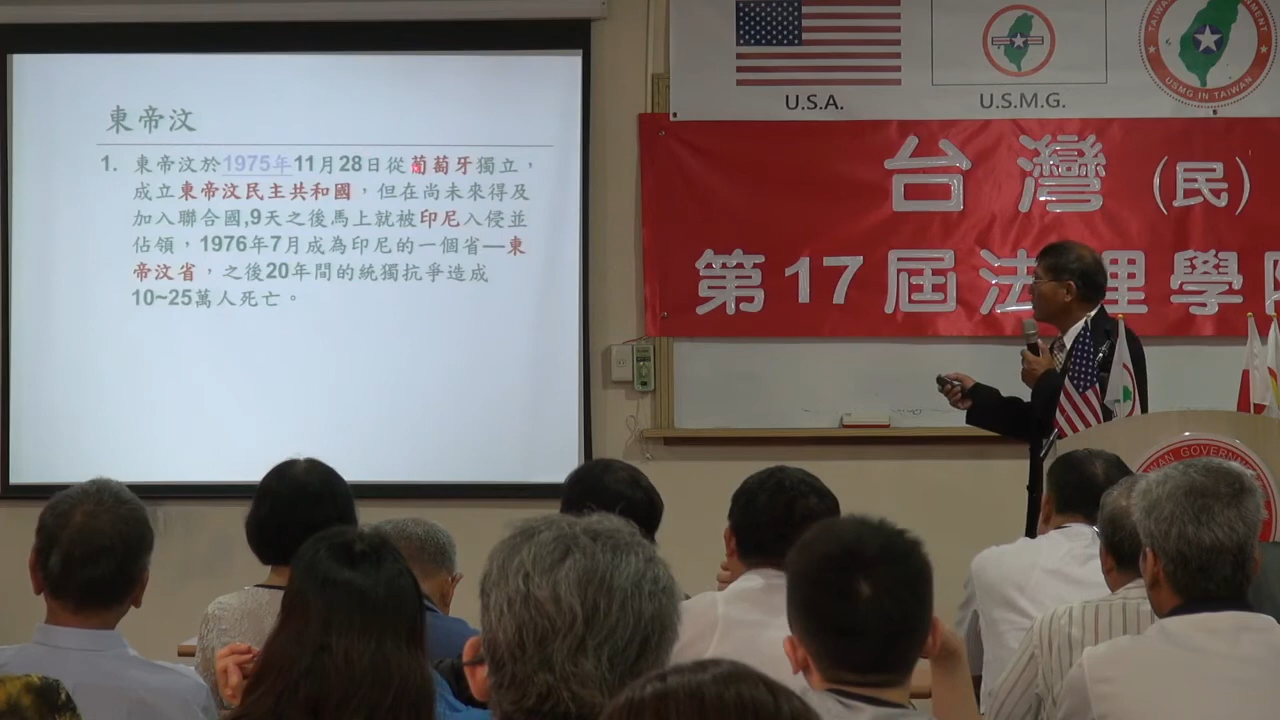 東帝汶
1. 東帝汶於1975年11月28日從葡萄牙獨立，
成立東帝汶民主共和國，但在尚未來得及
加入聯合國,9天之後馬上就被印尼入侵並
佔領，1976年7月成為印尼的一個省—東
帝汶省，之後20年間的統獨抗爭造成
10~25萬人死亡。
U.S.A.
U.S.M.G.
USMG IN TAIWAN
台灣(民)
第17屆法理學
WAN GOVERNME